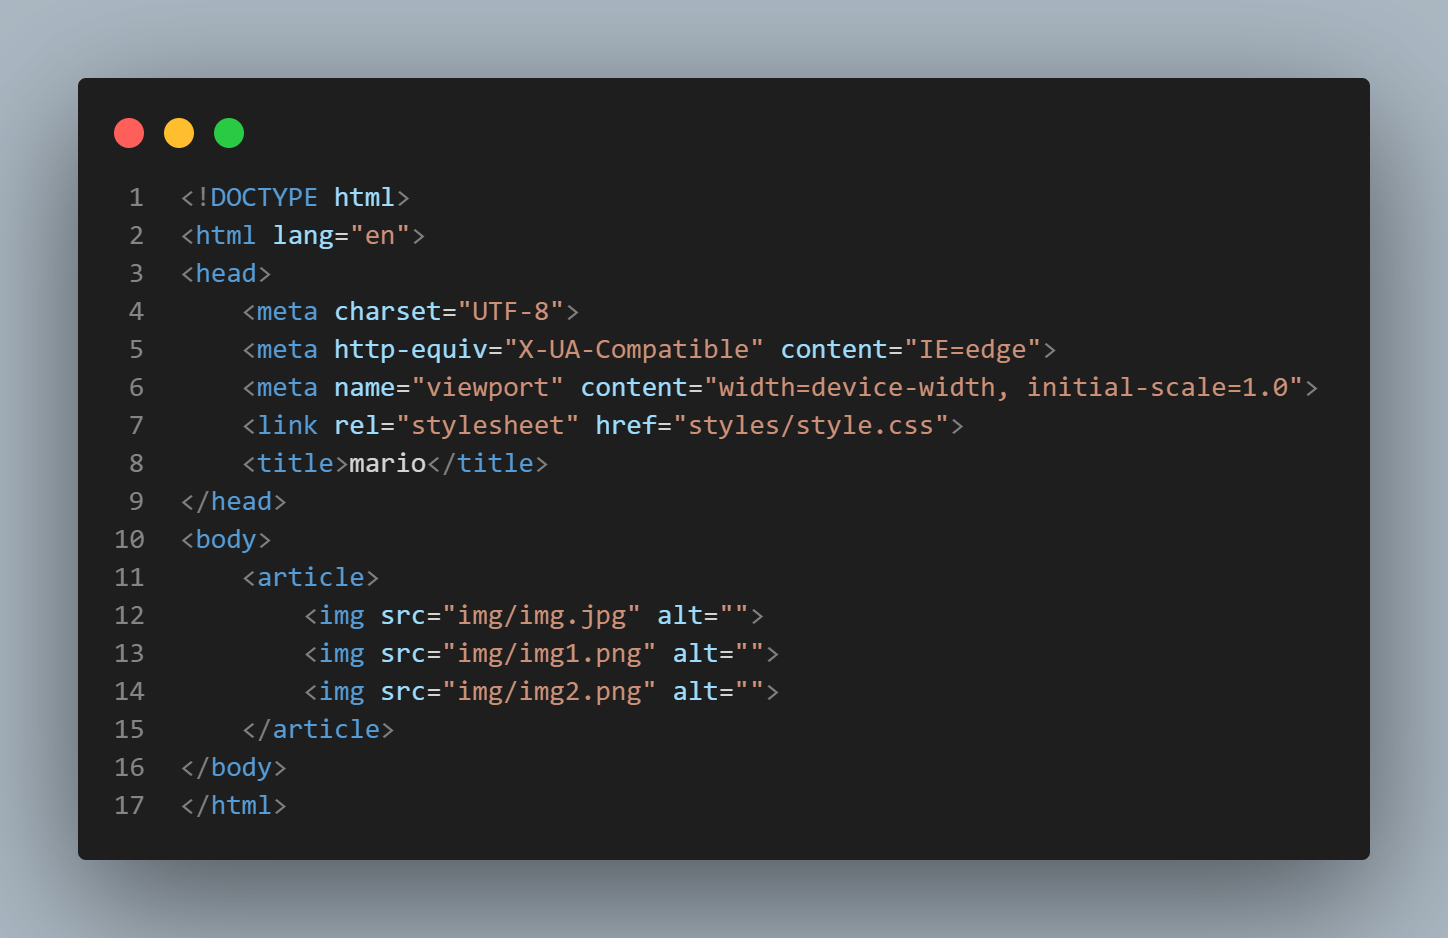 1 <!DOCTYPE html>
2 <html lang="en">
3 <head>
4     <meta charset="UTF-8">
5     <meta http-equiv="X-UA-Compatible" content="IE=edge">
6     <meta name="viewport" content="width=device-width, initial-scale=1.0">
7     <link rel="stylesheet" href="styles/style.css">
8     <title>mario</title>
9 </head>
10 <body>
11     <article>
12         <img src="img/img.jpg" alt="">
13         <img src="img/img1.png" alt="">
14         <img src="img/img2.png" alt="">
15     </article>
16 </body>
17 </html>